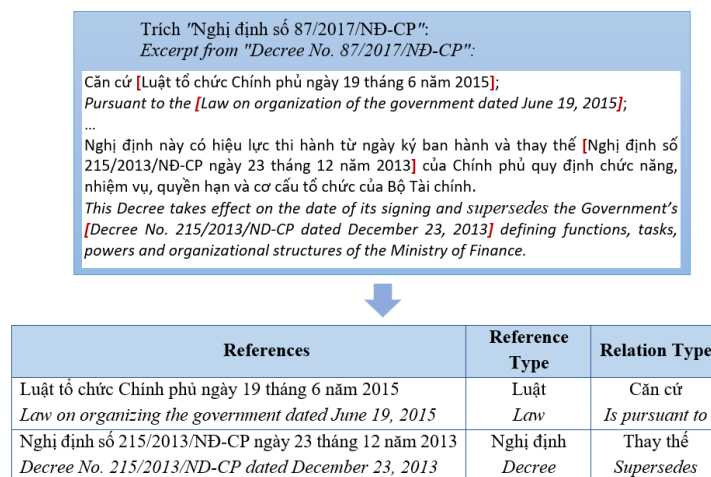 Trích "Nghị định số 87/2017/NĐ-CP":
Excerpt from "Decree No. 87/2017/NĐ-CP":
Căn cứ [Luật tổ chức Chính phủ ngày 19 tháng 6 năm 2015];
Pursuant to the [Law on organization of the government dated June 19, 2015];
...
Nghị định này có hiệu lực thi hành từ ngày ký ban hành và thay thế [Nghị định số
215/2013/NĐ-CP ngày 23 tháng 12 năm 2013] của Chính phủ quy định chức năng,
nhiệm vụ, quyền hạn và cơ cấu tổ chức của Bộ Tài chính.
This Decree takes effect on the date of its signing and supersedes the Government's
[Decree No. 215/2013/ND-CP dated December 23, 2013] defining functions, tasks,
powers and organizational structures of the Ministry of Finance.
References Reference Type Relation Type
Luật tổ chức Chính phủ ngày 19 tháng 6 năm 2015 Luật Căn cứ
Law on organizing the government dated June 19, 2015 Law Is pursuant to
Nghị định số 215/2013/NĐ-CP ngày 23 tháng 12 năm 2013 Nghị định Thay thế
Decree No. 215/2013/ND-CP dated December 23, 2013 Decree Supersedes